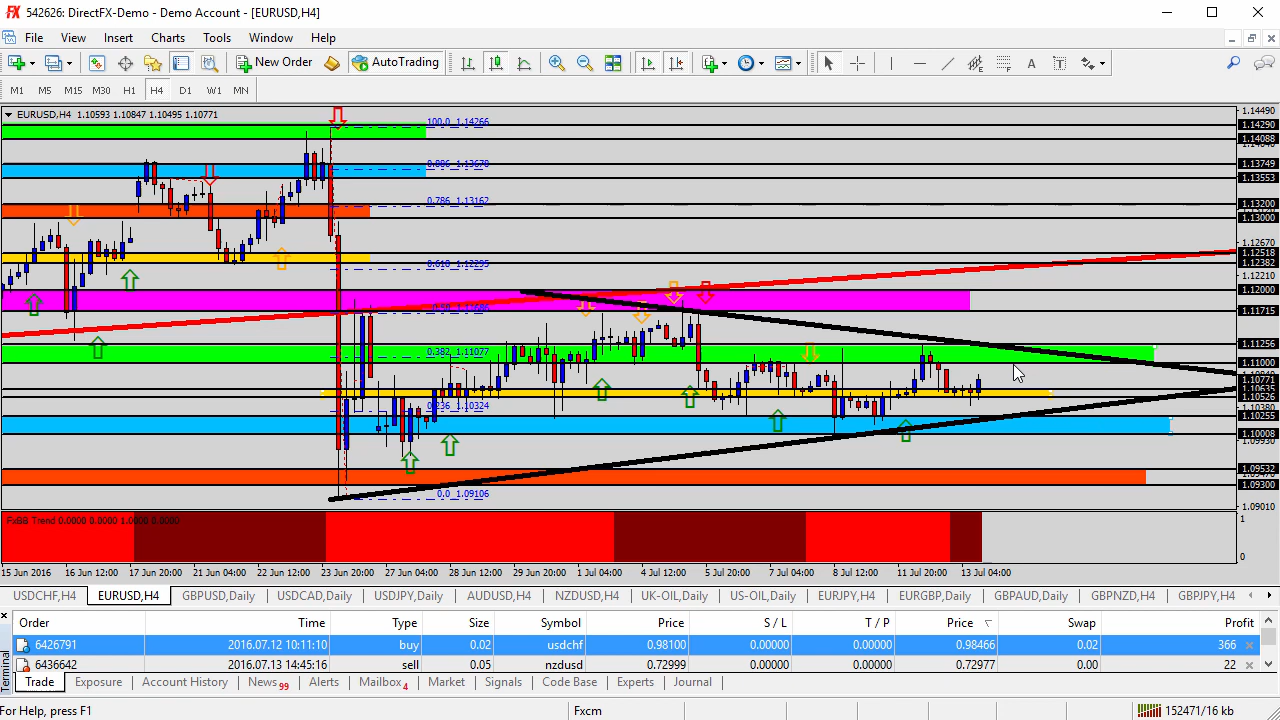 542626: DirectFX-Demo - Demo Account - [EURUSD,H4]
File View Insert Charts Tools Window Help
New Order AutoTrading
M1 M5 M15 M30 H1 H4 D1 W1 MN
EURUSD,H4 1.10593 1.10847 1.10495 1.10771
1.14490
100.0 1.14266
1.14290
1.14088
0.886 1.13678
1.13749
1.13553
0.786 1.13162
1.13200
1.13000
1.12670
1.12518
0.618 1.12295
1.12382
1.12210
1.12000
1.11715
1.11256
0.382 1.11077
1.11000
1.10771
1.10635
1.10526
0.236 1.10324
1.10255
1.10008
1.09930
1.09532
1.09300
0.0 1.09106
1.09010
FxBB Trend 0.0000 0.0000 1.0000 0.0000
1
0
15 Jun 2016 16 Jun 12:00 17 Jun 20:00 21 Jun 04:00 22 Jun 12:00 23 Jun 20:00 27 Jun 04:00 28 Jun 12:00 29 Jun 20:00 1 Jul 04:00 4 Jul 12:00 5 Jul 20:00 7 Jul 04:00 8 Jul 12:00 11 Jul 20:00 13 Jul 04:00
USDCHF,H4 EURUSD,H4 GBPUSD,Daily USDCAD,Daily USDJPY,Daily AUDUSD,H4 NZDUSD,H4 UK-OIL,Daily US-OIL,Daily EURJPY,H4 EURGBP,Daily GBPAUD,Daily GBPNZD,H4 GBPJPY,H4
Order Time Type Size Symbol Price S / L T / P Price Swap Profit
6426791 2016.07.12 10:11:10 buy 0.02 usdchf 0.98100 0.00000 0.00000 0.98466 0.02 366
6436642 2016.07.13 14:45:16 sell 0.05 nzdusd 0.72999 0.00000 0.00000 0.72977 0.00 22
Terminal
Trade Exposure Account History News 99 Alerts Mailbox 4 Market Signals Code Base Experts Journal
For Help, press F1 Fxcm 152471/16 kb